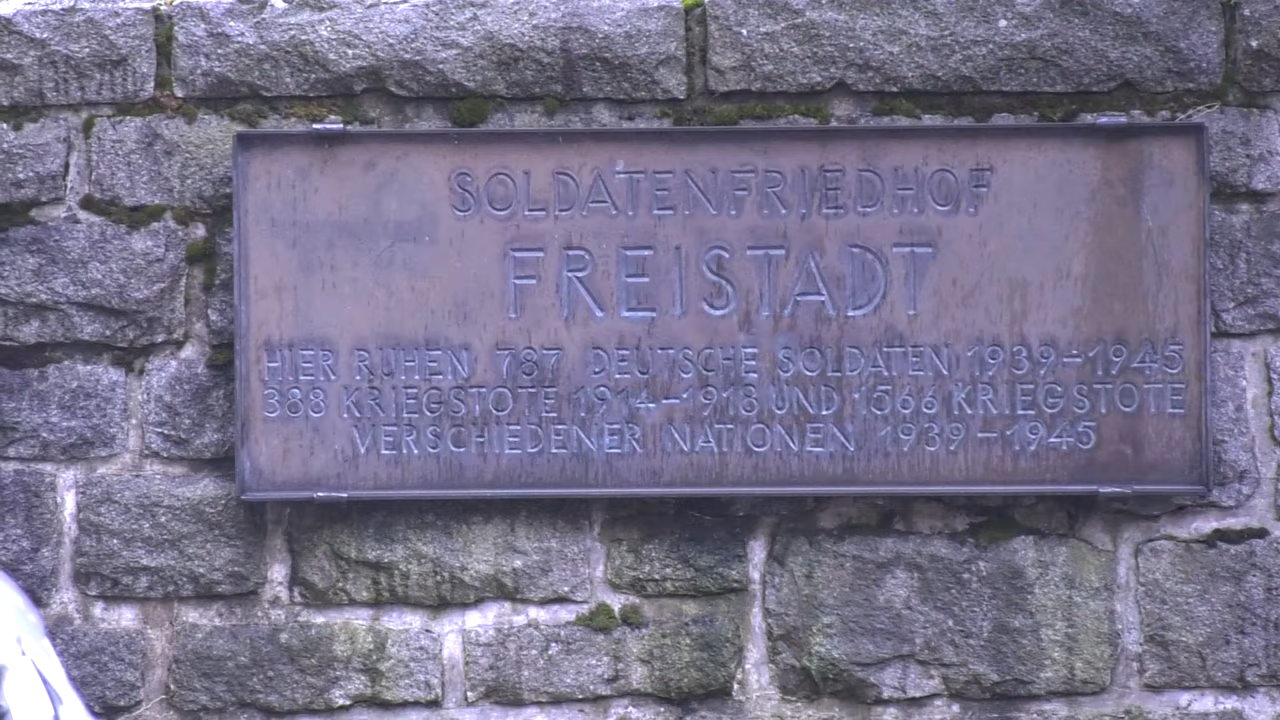 SOLDATENFRIEDHOF
FREISTADT
HIER RUHEN 787 DEUTSCHE SOLDATEN 1939-1945
388 KRIEGSTOTE 1914-1918 UND 1566 KRIEGSTOTE
VERSCHIEDENER NATIONEN 1939-1945